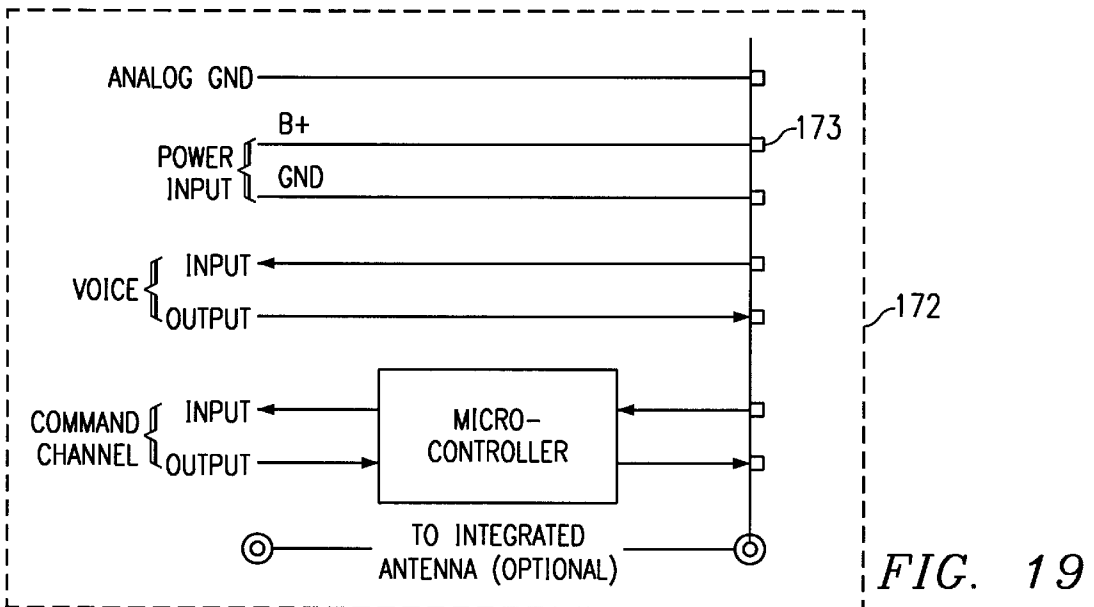 ANALOG GND
B+
173
POWER
INPUT
GND
VOICE
INPUT
OUTPUT
172
COMMAND
CHANNEL
INPUT
OUTPUT
MICRO-
CONTROLLER
TO INTEGRATED
ANTENNA (OPTIONAL)
FIG. 19